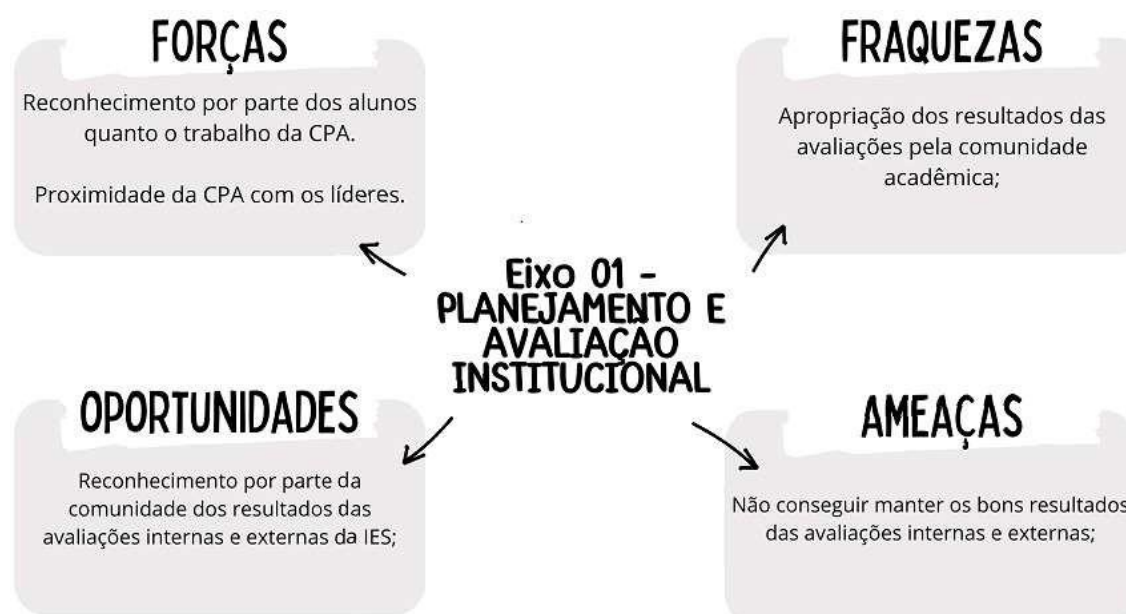 FORÇAS
Reconhecimento por parte dos alunos
quanto o trabalho da CPA.
Proximidade da CPA com os líderes.
FRAQUEZAS
Apropriação dos resultados das
avaliações pela comunidade
acadêmica;
Eixo 01 -
PLANEJAMENTO E
AVALIAÇÃO
INSTITUCIONAL
OPORTUNIDADES
Reconhecimento por parte da
comunidade dos resultados das
avaliações internas e externas da IES;
AMEAÇAS
Não conseguir manter os bons resultados
das avaliações internas e externas;